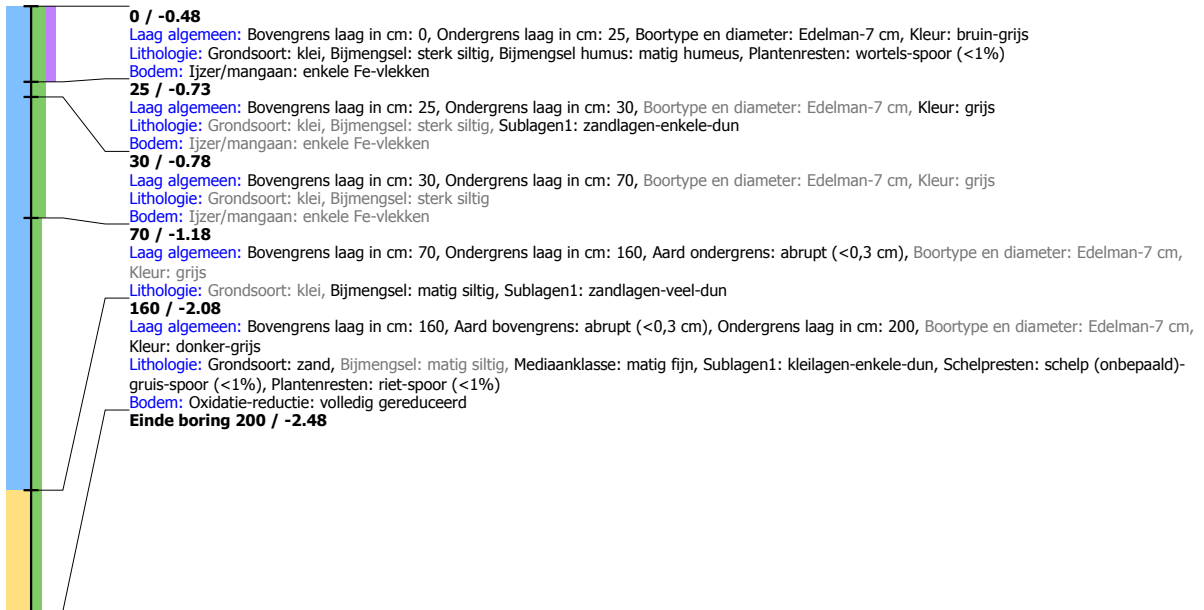 0 / -0.48
Laag algemeen: Bovengrens laag in cm: 0, Ondergrens laag in cm: 25, Boortype en diameter: Edelman-7 cm, Kleur: bruin-grijs
Lithologie: Grondsoort: klei, Bijmengsel: sterk siltig, Bijmengsel humus: matig humeus, Plantenresten: wortels-spoor (<1%)
Bodem: Ijzer/mangaan: enkele Fe-vlekken
25 / -0.73
Laag algemeen: Bovengrens laag in cm: 25, Ondergrens laag in cm: 30, Boortype en diameter: Edelman-7 cm, Kleur: grijs
Lithologie: Grondsoort: klei, Bijmengsel: sterk siltig, Sublagen1: zandlagen-enkele-dun
Bodem: Ijzer/mangaan: enkele Fe-vlekken
30 / -0.78
Laag algemeen: Bovengrens laag in cm: 30, Ondergrens laag in cm: 70, Boortype en diameter: Edelman-7 cm, Kleur: grijs
Lithologie: Grondsoort: klei, Bijmengsel: sterk siltig
Bodem: Ijzer/mangaan: enkele Fe-vlekken
70 / -1.18
Laag algemeen: Bovengrens laag in cm: 70, Ondergrens laag in cm: 160, Aard ondergrens: abrupt (<0,3 cm), Boortype en diameter: Edelman-7 cm,
Kleur: grijs
Lithologie: Grondsoort: klei, Bijmengsel: matig siltig, Sublagen1: zandlagen-veel-dun
160 / -2.08
Laag algemeen: Bovengrens laag in cm: 160, Aard bovengrens: abrupt (<0,3 cm), Ondergrens laag in cm: 200, Boortype en diameter: Edelman-7 cm,
Kleur: donker-grijs
Lithologie: Grondsoort: zand, Bijmengsel: matig siltig, Mediaanklasse: matig fijn, Sublagen1: kleilagen-enkele-dun, Schelpresten: schelp (onbepaald)-
gruis-spoor (<1%), Plantenresten: riet-spoor (<1%)
Bodem: Oxidatie-reductie: volledig gereduceerd
Einde boring 200 / -2.48